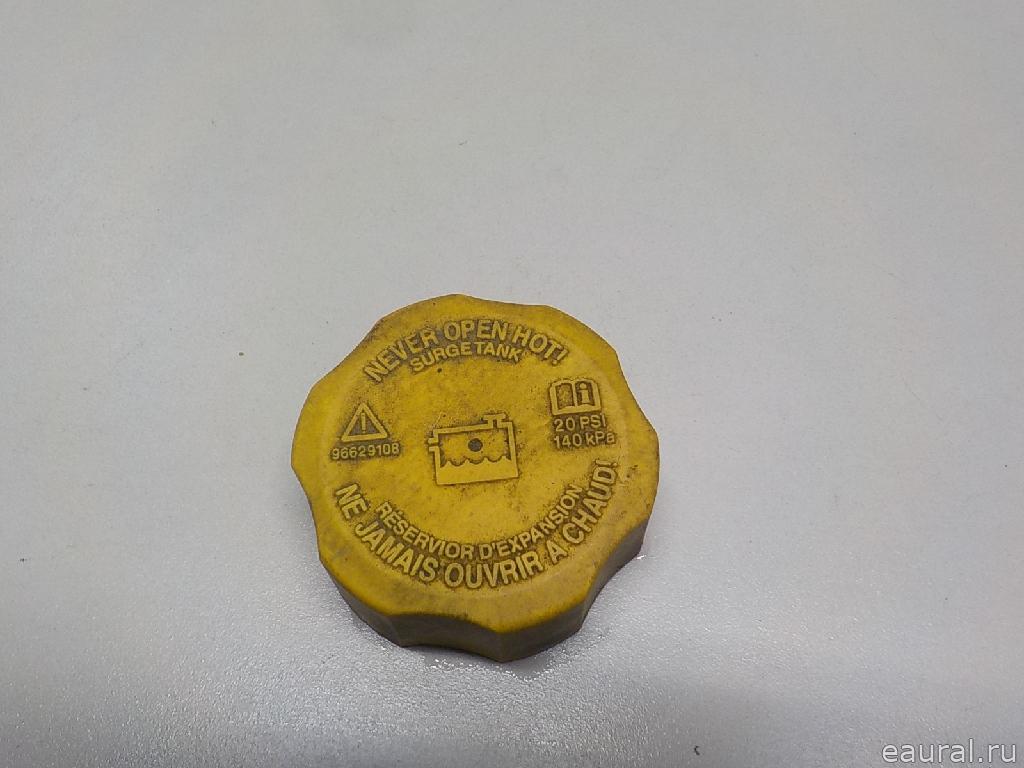 NEVER OPEN HOT!
SURGE TANK
96629108
20 PSI
140 kPa
RESERVIOR D'EXPANSION
NE JAMAIS OUVRIR A CHAUD!
eaural.ru